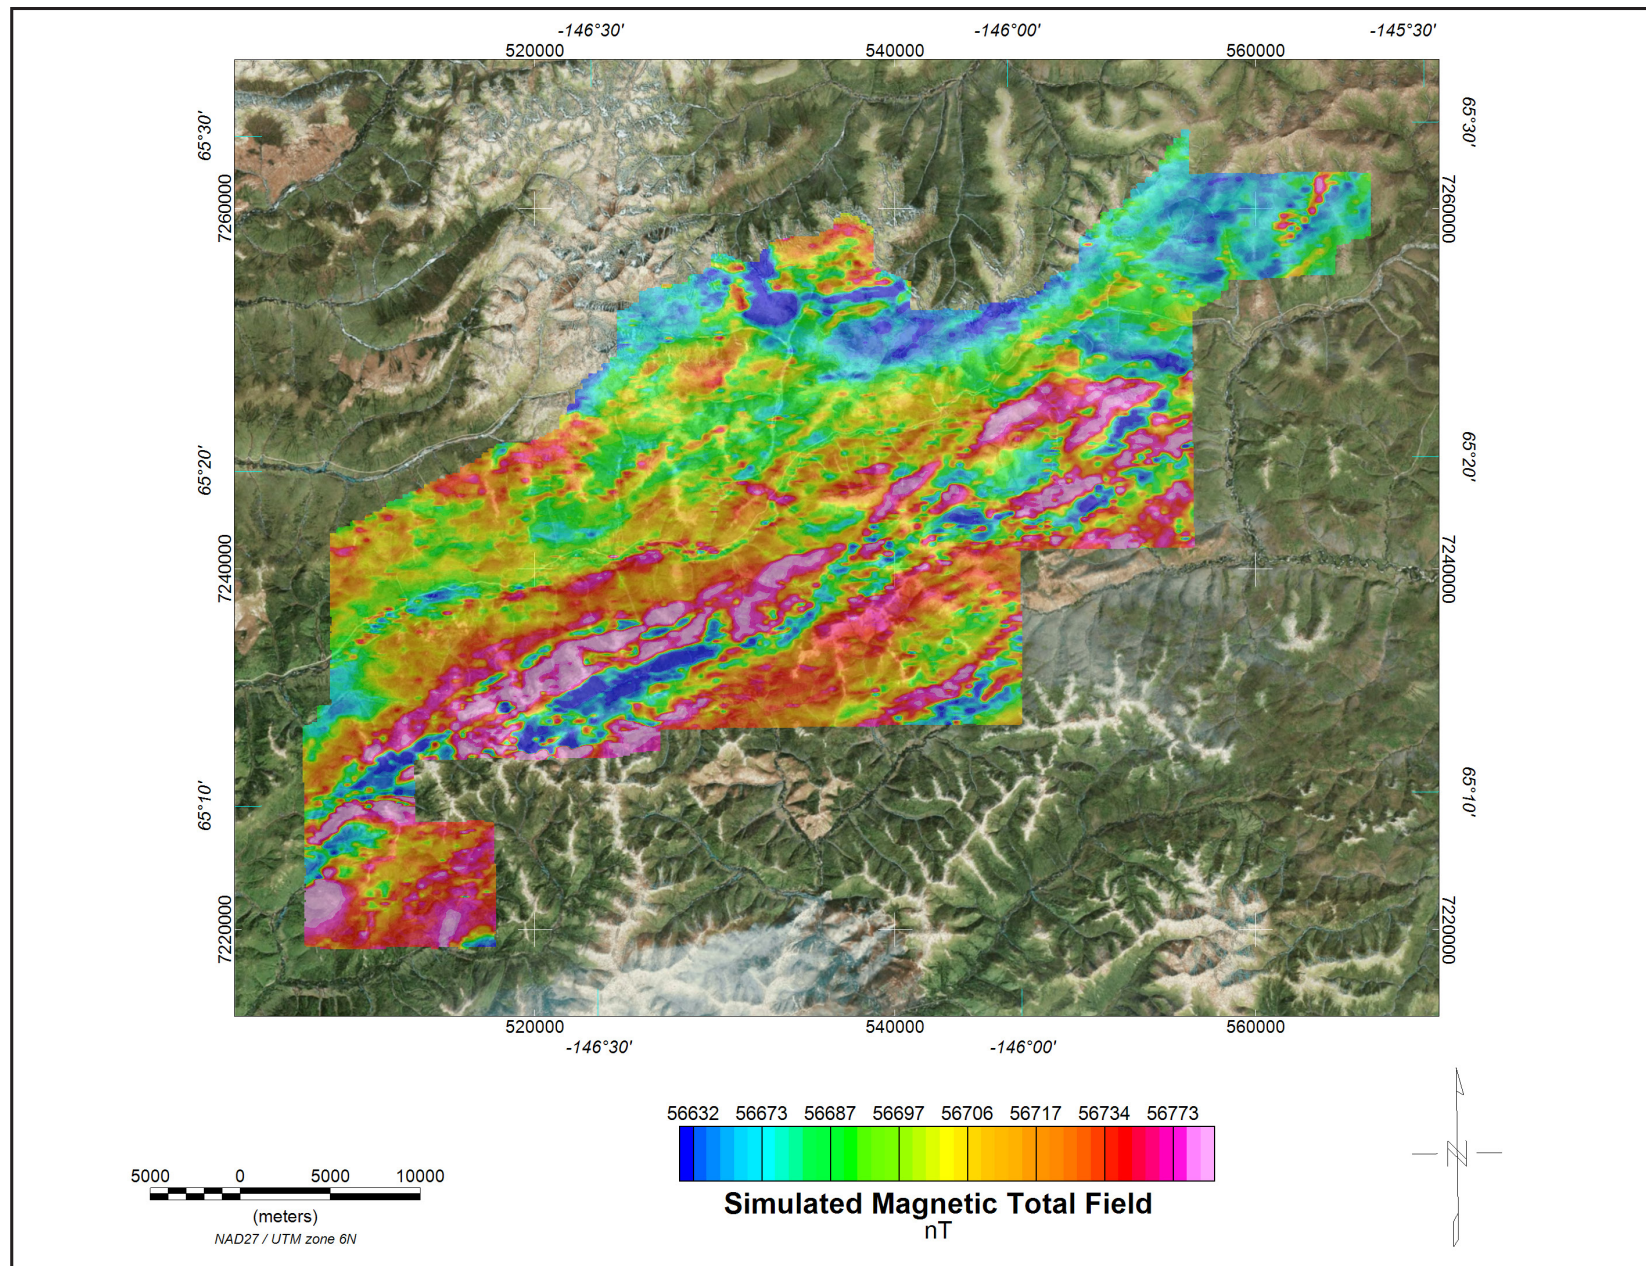 -146°30' -146°00' -145°30'
520000 540000 560000
65°30' 65°30'
7260000 7260000
65°20' 65°20'
7240000 7240000
65°10' 65°10'
7220000 7220000
520000 540000 560000
-146°30' -146°00'
56632 56673 56687 56697 56706 56717 56734 56773
Simulated Magnetic Total Field
nT
5000 0 5000 10000
(meters)
NAD27 / UTM zone 6N
N